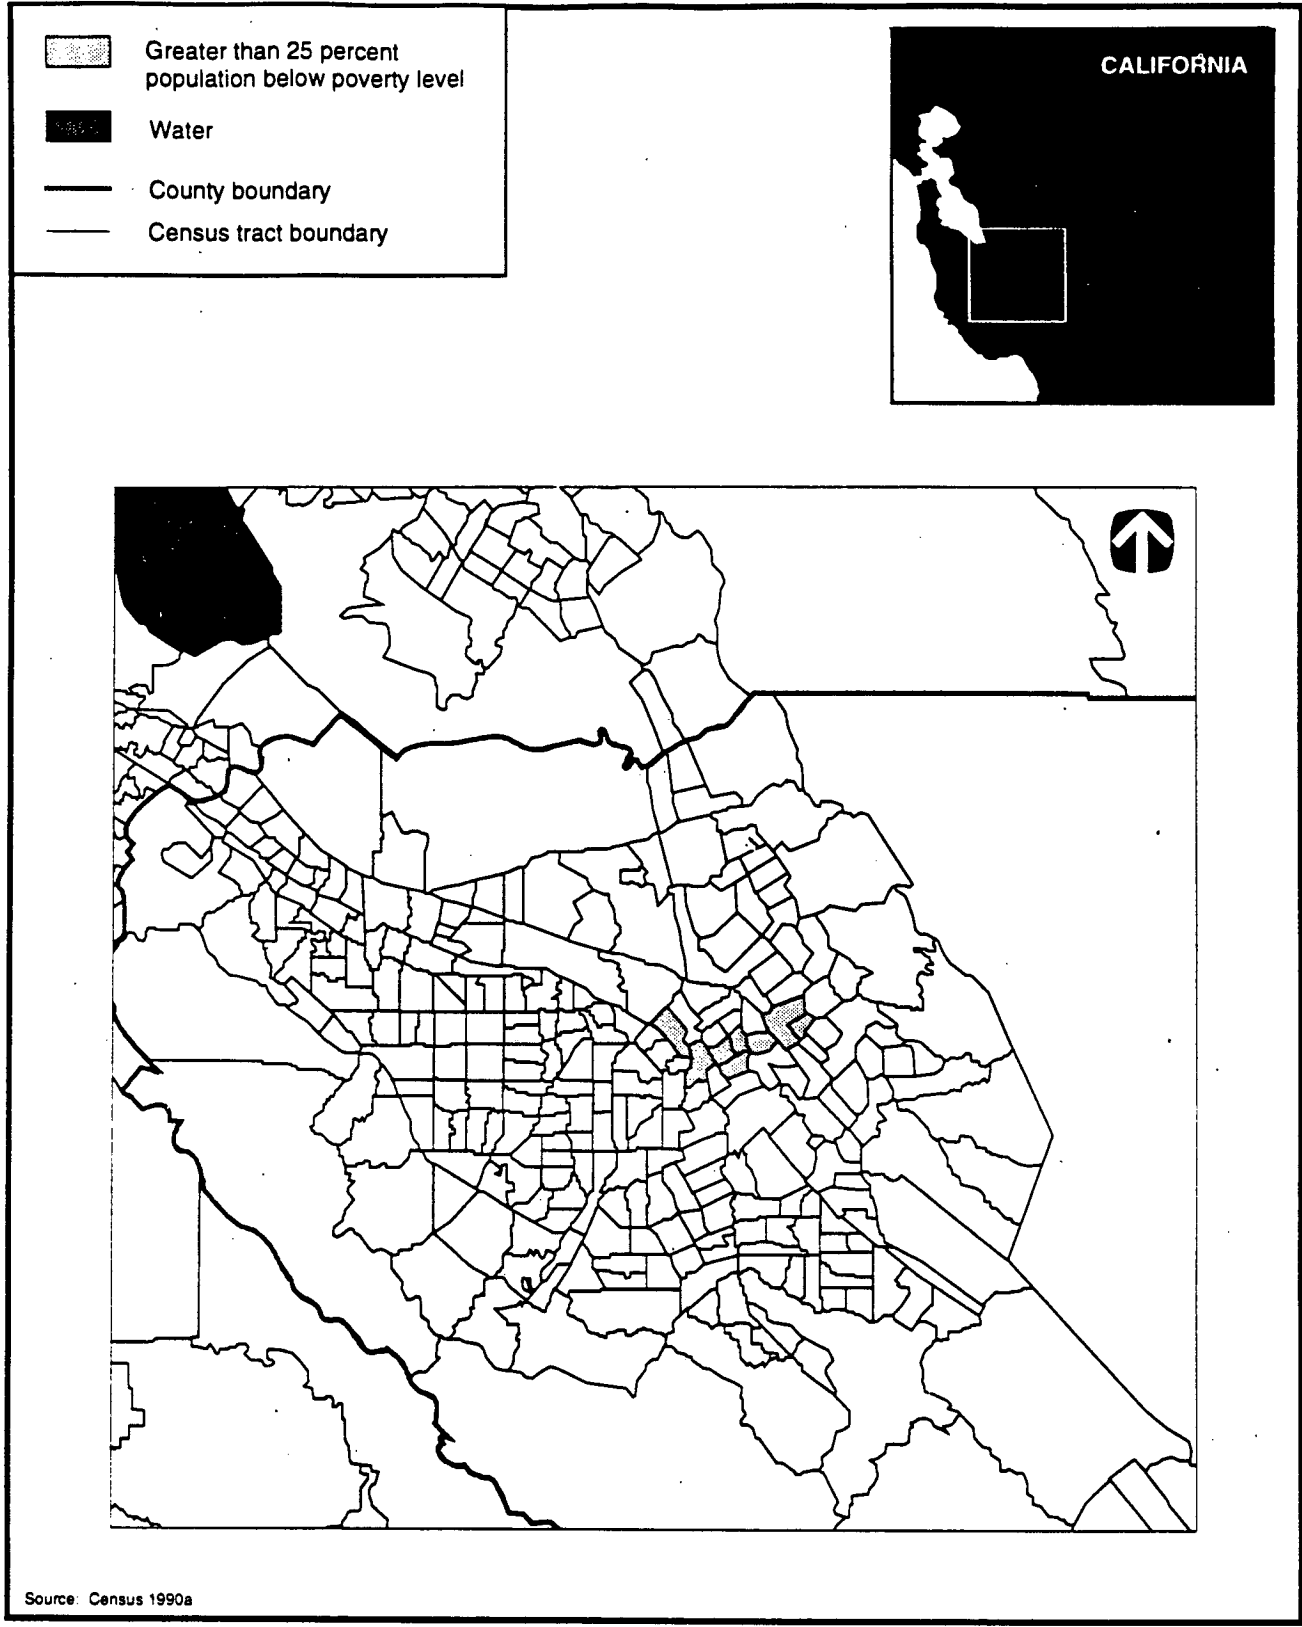 Greater than 25 percent
population below poverty level
Water
County boundary
Census tract boundary
CALIFORNIA
Source: Census 1990a